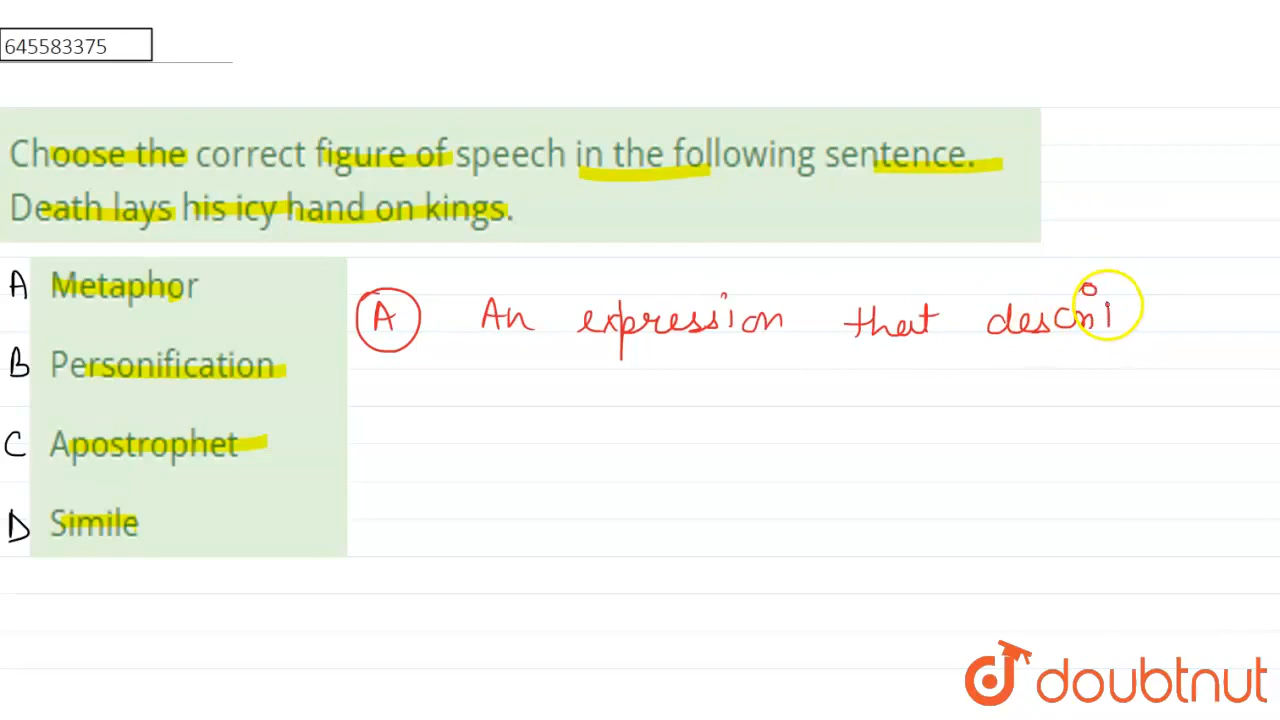 645583375
Choose the correct figure of speech in the following sentence.
Death lays his icy hand on kings.
A Metaphor
(A) An expression that descri
B Personification
C Apostrophet
D Simile
doubtnut